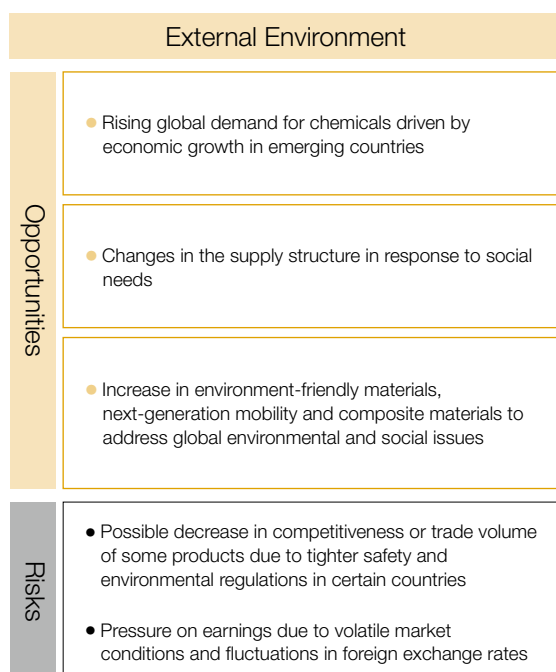 External Environment
Opportunities
● Rising global demand for chemicals driven by
economic growth in emerging countries
● Changes in the supply structure in response to social
needs
● Increase in environment-friendly materials,
next-generation mobility and composite materials to
address global environmental and social issues
Risks
● Possible decrease in competitiveness or trade volume
of some products due to tighter safety and
environmental regulations in certain countries
● Pressure on earnings due to volatile market
conditions and fluctuations in foreign exchange rates